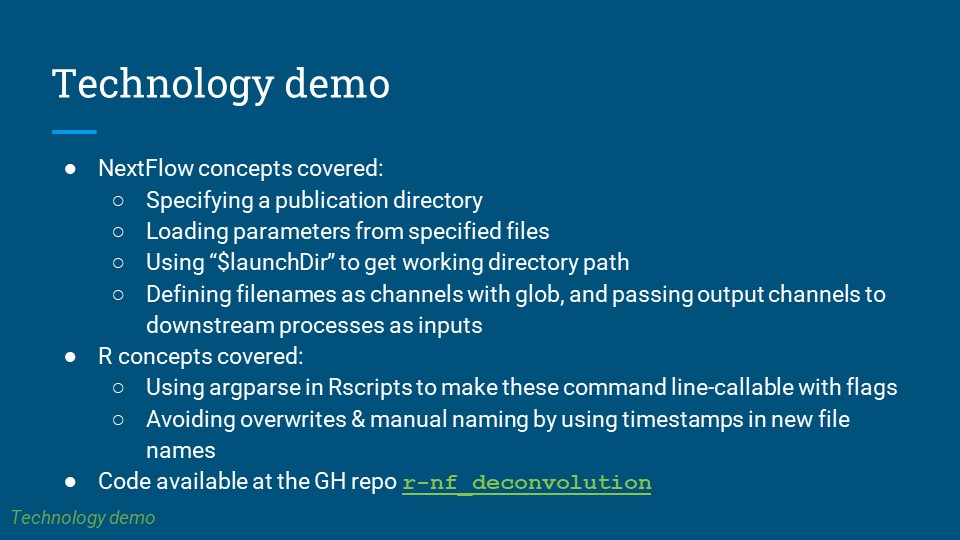 Technology demo
● NextFlow concepts covered:
○ Specifying a publication directory
○ Loading parameters from specified files
○ Using “$launchDir” to get working directory path
○ Defining filenames as channels with glob, and passing output channels to
downstream processes as inputs
● R concepts covered:
○ Using argparse in Rscripts to make these command line-callable with flags
○ Avoiding overwrites & manual naming by using timestamps in new file
names
● Code available at the GH repo r-nf_deconvolution
Technology demo